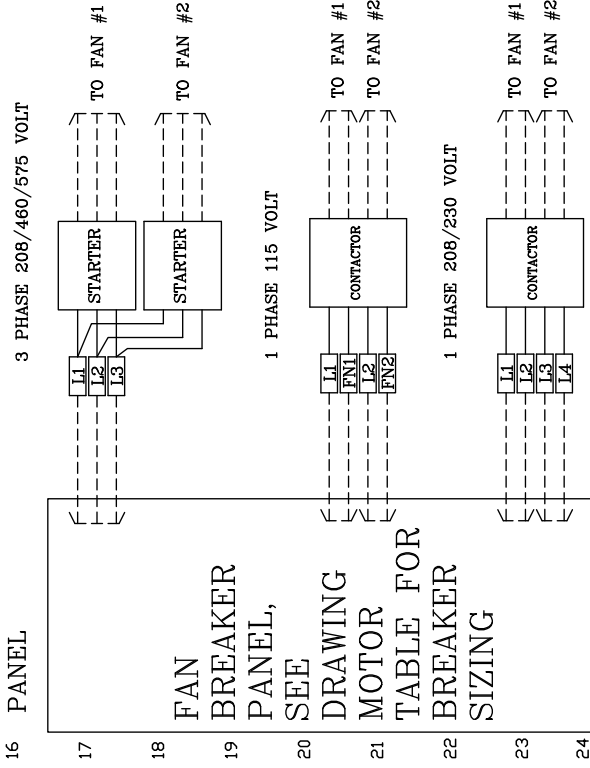 16 PANEL
3 PHASE 208/460/575 VOLT
17
L1
L2
L3
STARTER
TO FAN #1
STARTER
TO FAN #2
18
19
FAN
BREAKER
PANEL,
SEE
DRAWING
MOTOR
TABLE FOR
BREAKER
SIZING
1 PHASE 115 VOLT
20
L1
FN1
L2
FN2
CONTACTOR
TO FAN #1
TO FAN #2
21
22
1 PHASE 208/230 VOLT
23
L1
L2
L3
L4
CONTACTOR
TO FAN #1
TO FAN #2
24